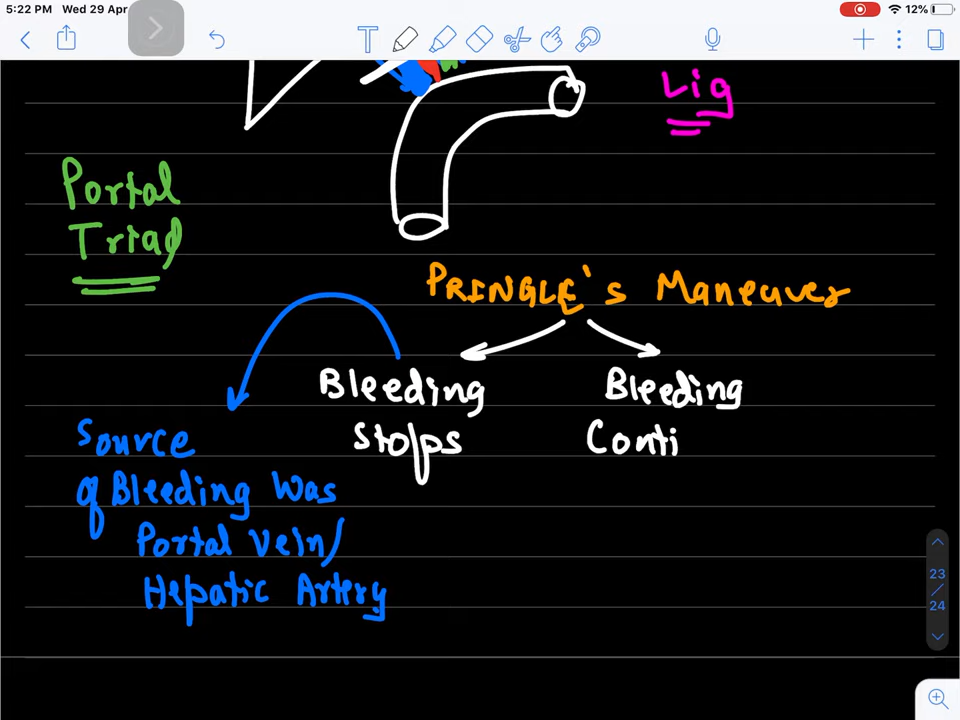 5:22 PM Wed 29 Apr
12%
T
Lig
Portal
Triad
PRINGLE's Maneuver
Bleeding
Stops
Bleeding
Conti
Source
of Bleeding Was
Portal Vein/
Hepatic Artery
23
/
24